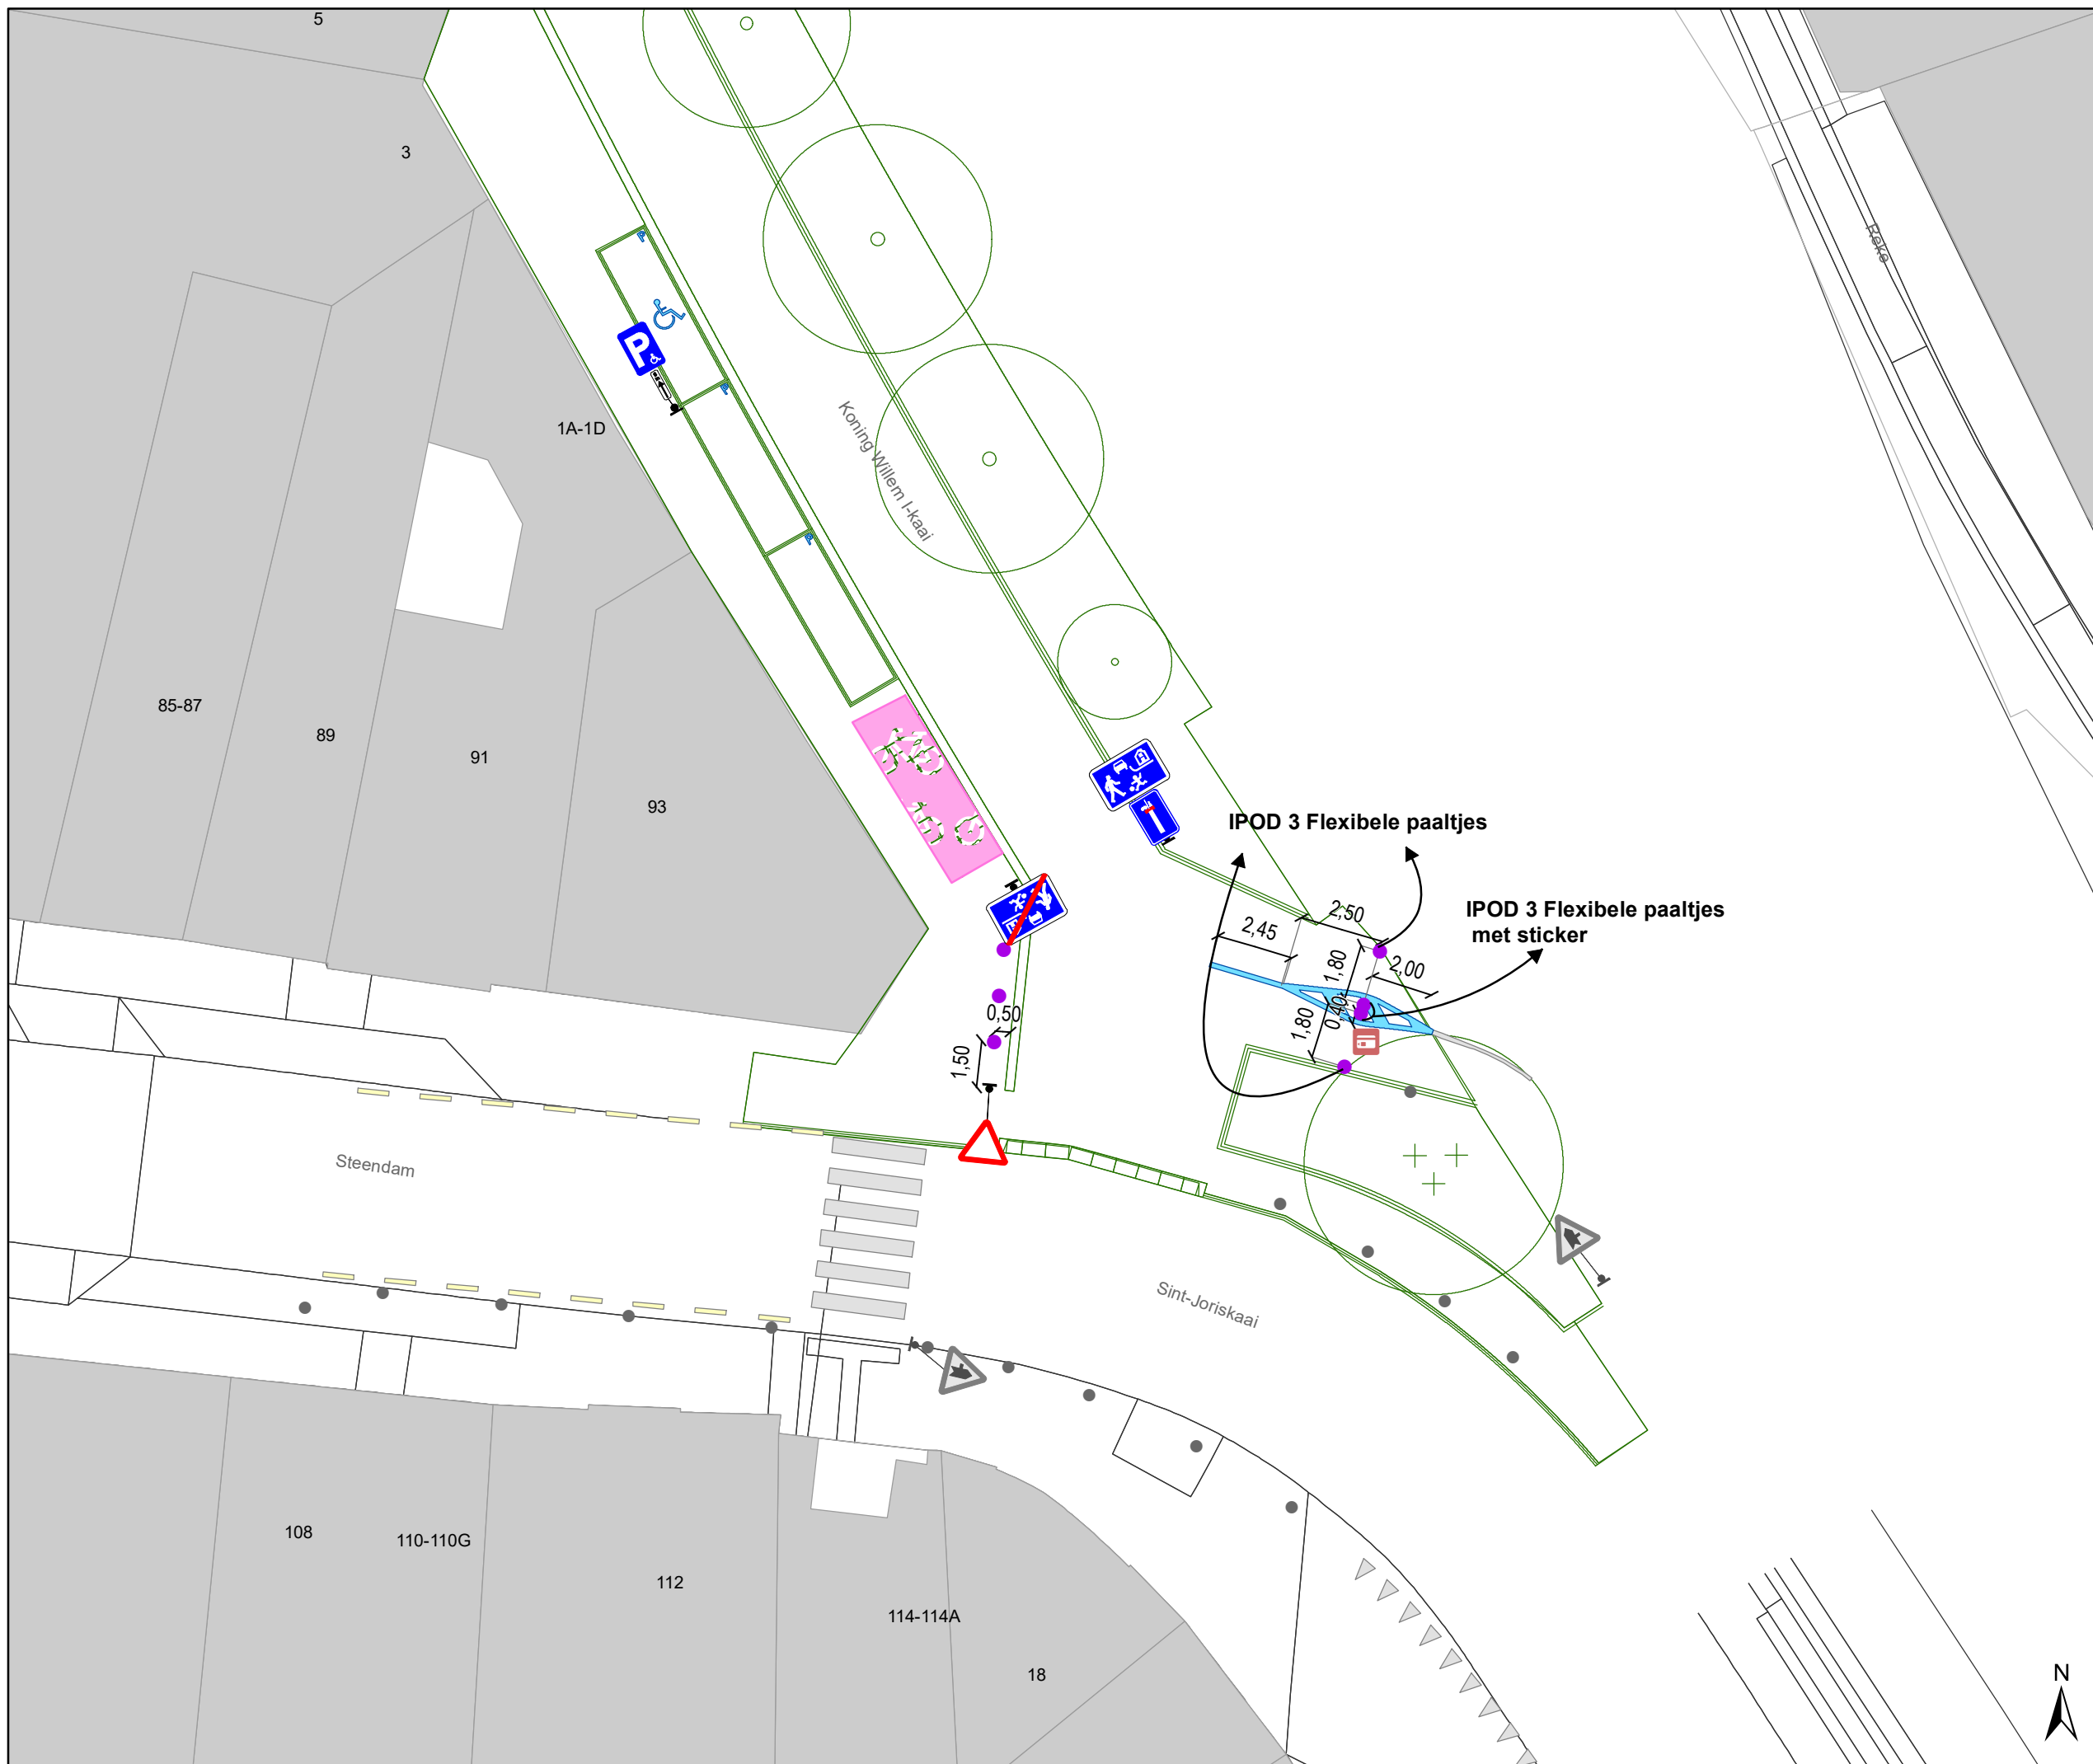 5
3
Reke
P
1A-1D
Koning Willem I-kaai
85-87
89
91
93
IPOD 3 Flexibele paaltjes
IPOD 3 Flexibele paaltjes
met sticker
2,50
2,45
1,80
2,00
0,40
1,80
0,50
1,50
Steendam
Sint-Joriskaai
108
110-110G
112
114-114A
18
N